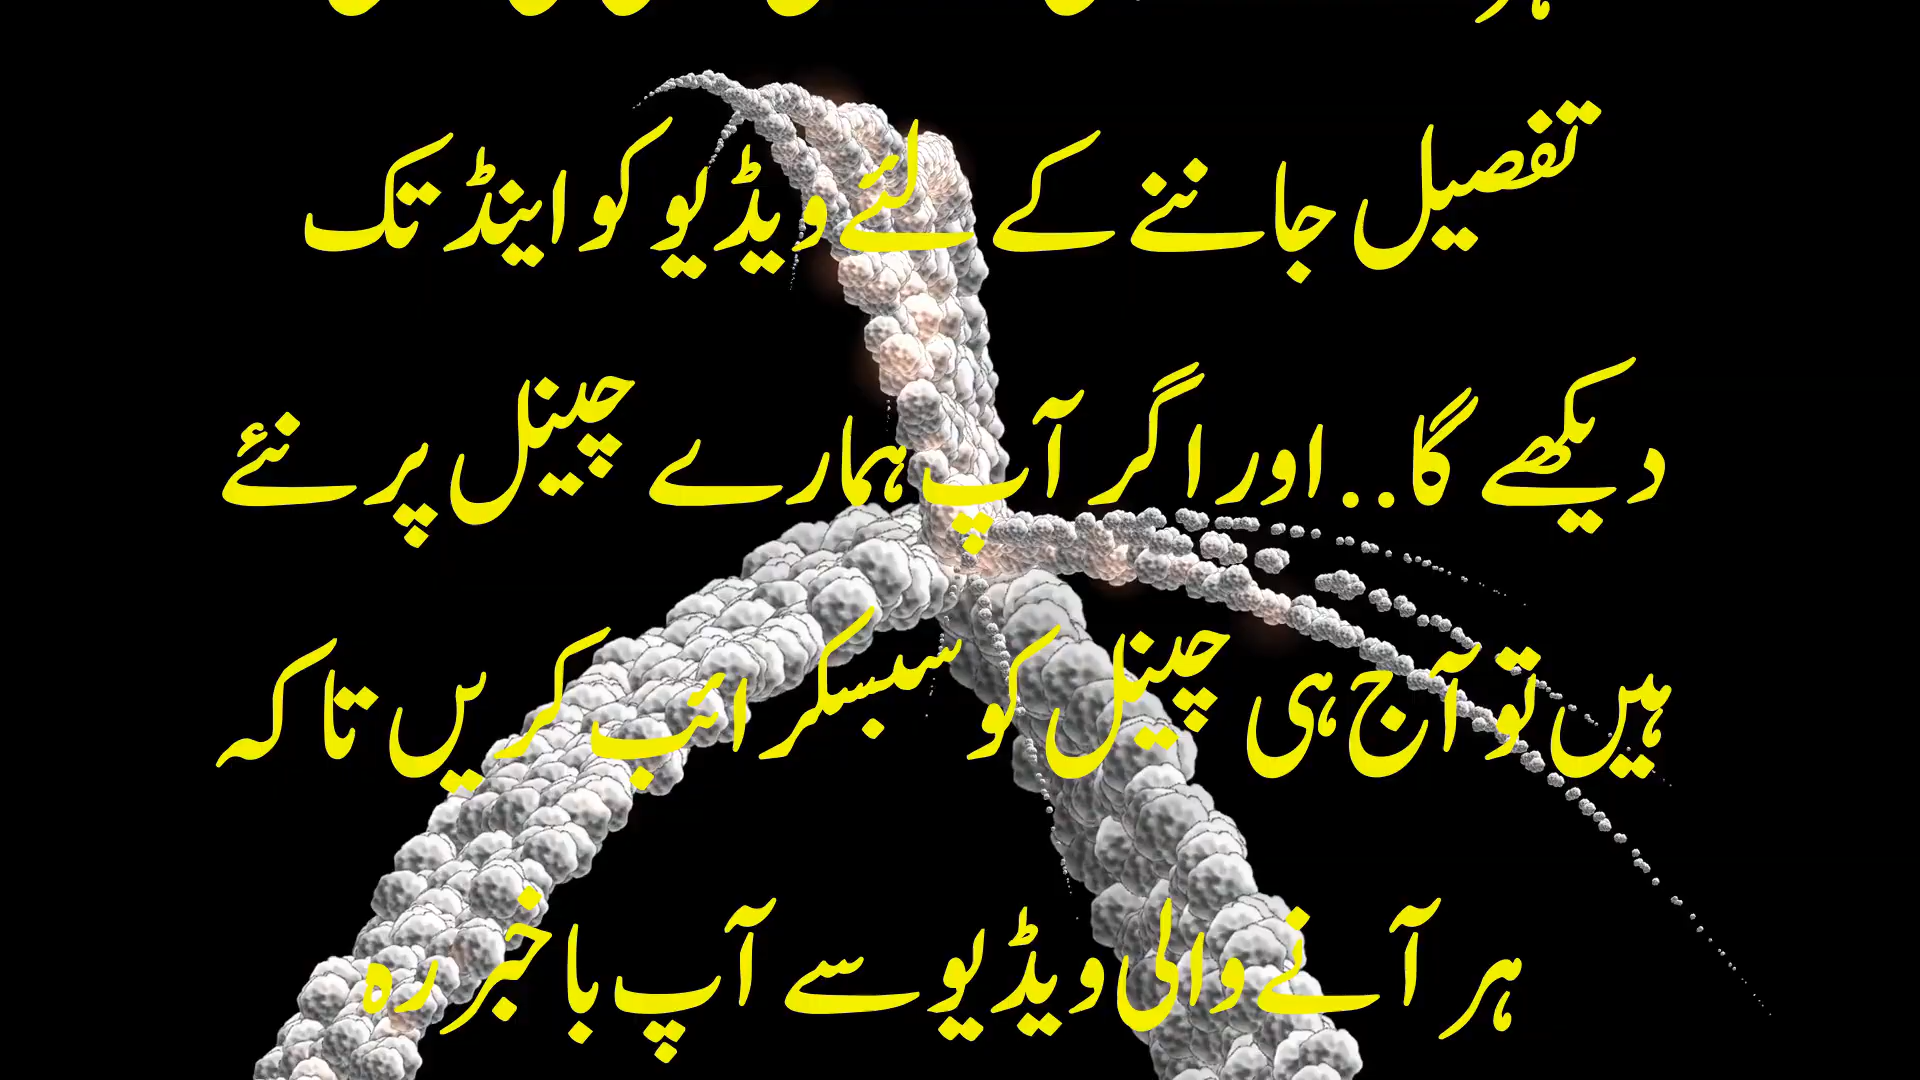 تفصیل جاننے کے لئے ویڈیو کو اینڈ تک
دیکھے گا.. اور اگر آپ ہمارے چینل پر نئے
ہیں تو آج ہی چینل کو سبسکرائب کریں تاکہ
ہر آنے والی ویڈیو سے آپ باخبر رہ